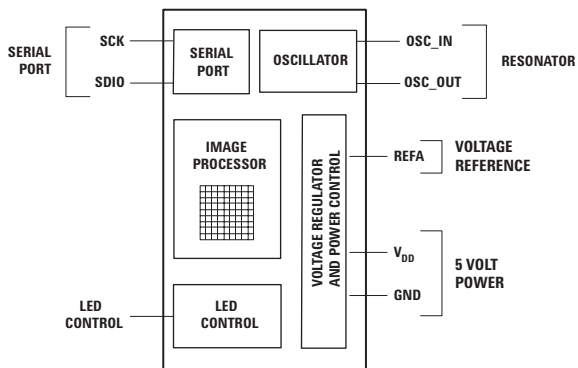 SERIAL
PORT
SCK
SDIO
SERIAL
PORT
OSCILLATOR
OSC_IN
OSC_OUT
RESONATOR
IMAGE
PROCESSOR
VOLTAGE REGULATOR
AND POWER CONTROL
REFA
VOLTAGE
REFERENCE
V_DD
GND
5 VOLT
POWER
LED
CONTROL
LED
CONTROL